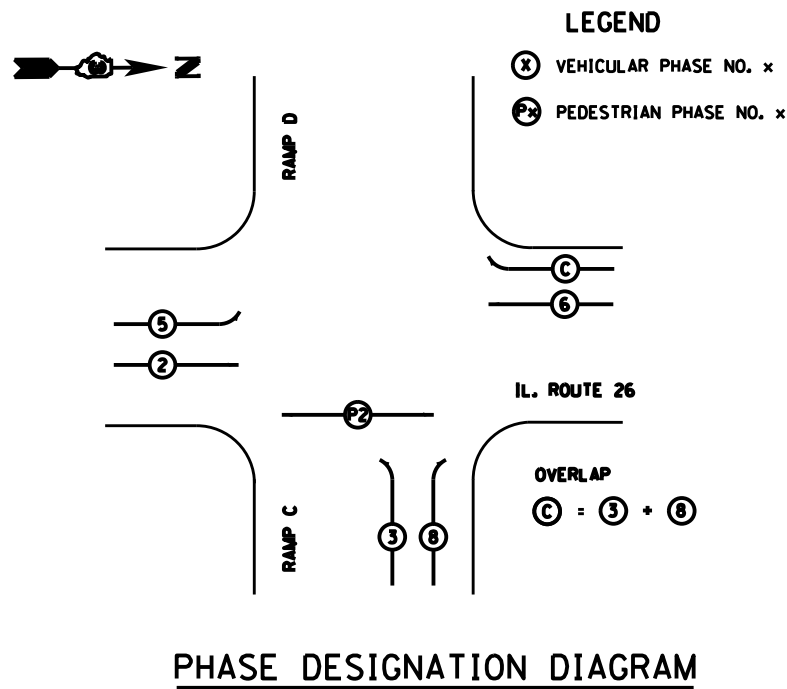 LEGEND
N
X VEHICULAR PHASE NO. x
Px PEDESTRIAN PHASE NO. x
RAMP D
C
6
5
2
IL. ROUTE 26
P2
OVERLAP
C = 3 + 8
RAMP C
3
8
PHASE DESIGNATION DIAGRAM